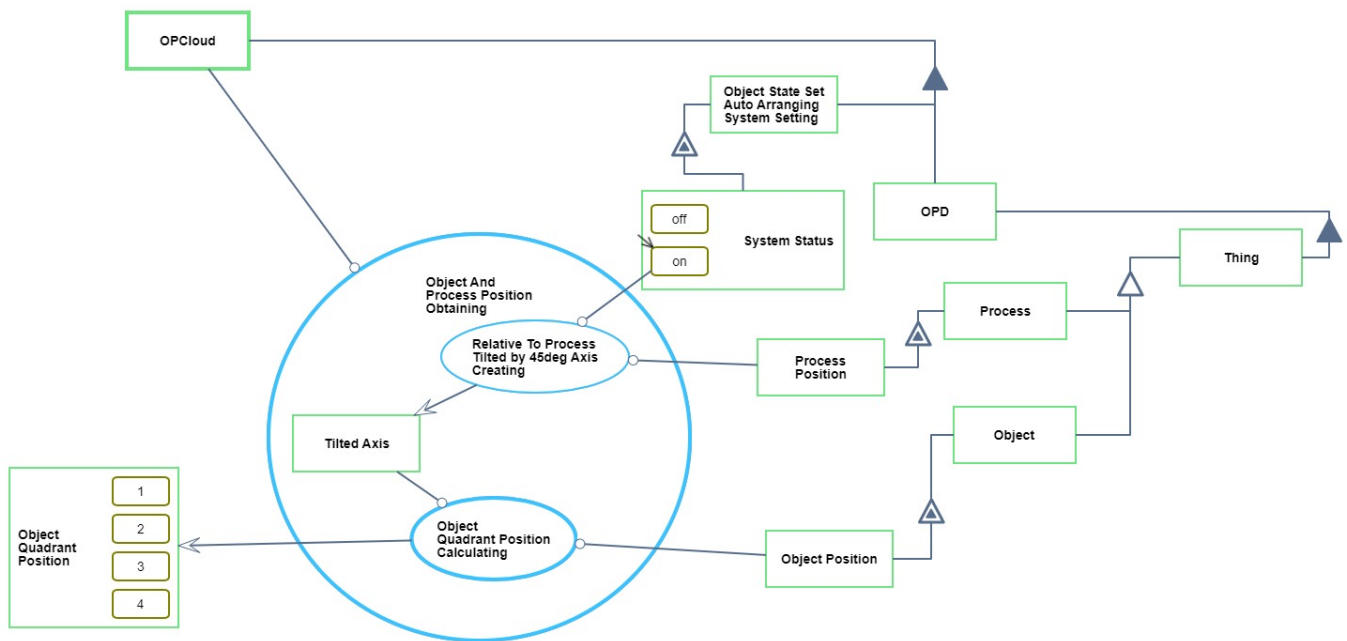 OPCloud
Object State Set
Auto Arranging
System Setting
off
on
System Status
OPD
Thing
Object And
Process Position
Obtaining
Process
Relative To Process
Tilted by 45deg Axis
Creating
Process
Position
Tilted Axis
Object
Object
Quadrant
Position
1
2
3
4
Object
Quadrant Position
Calculating
Object Position